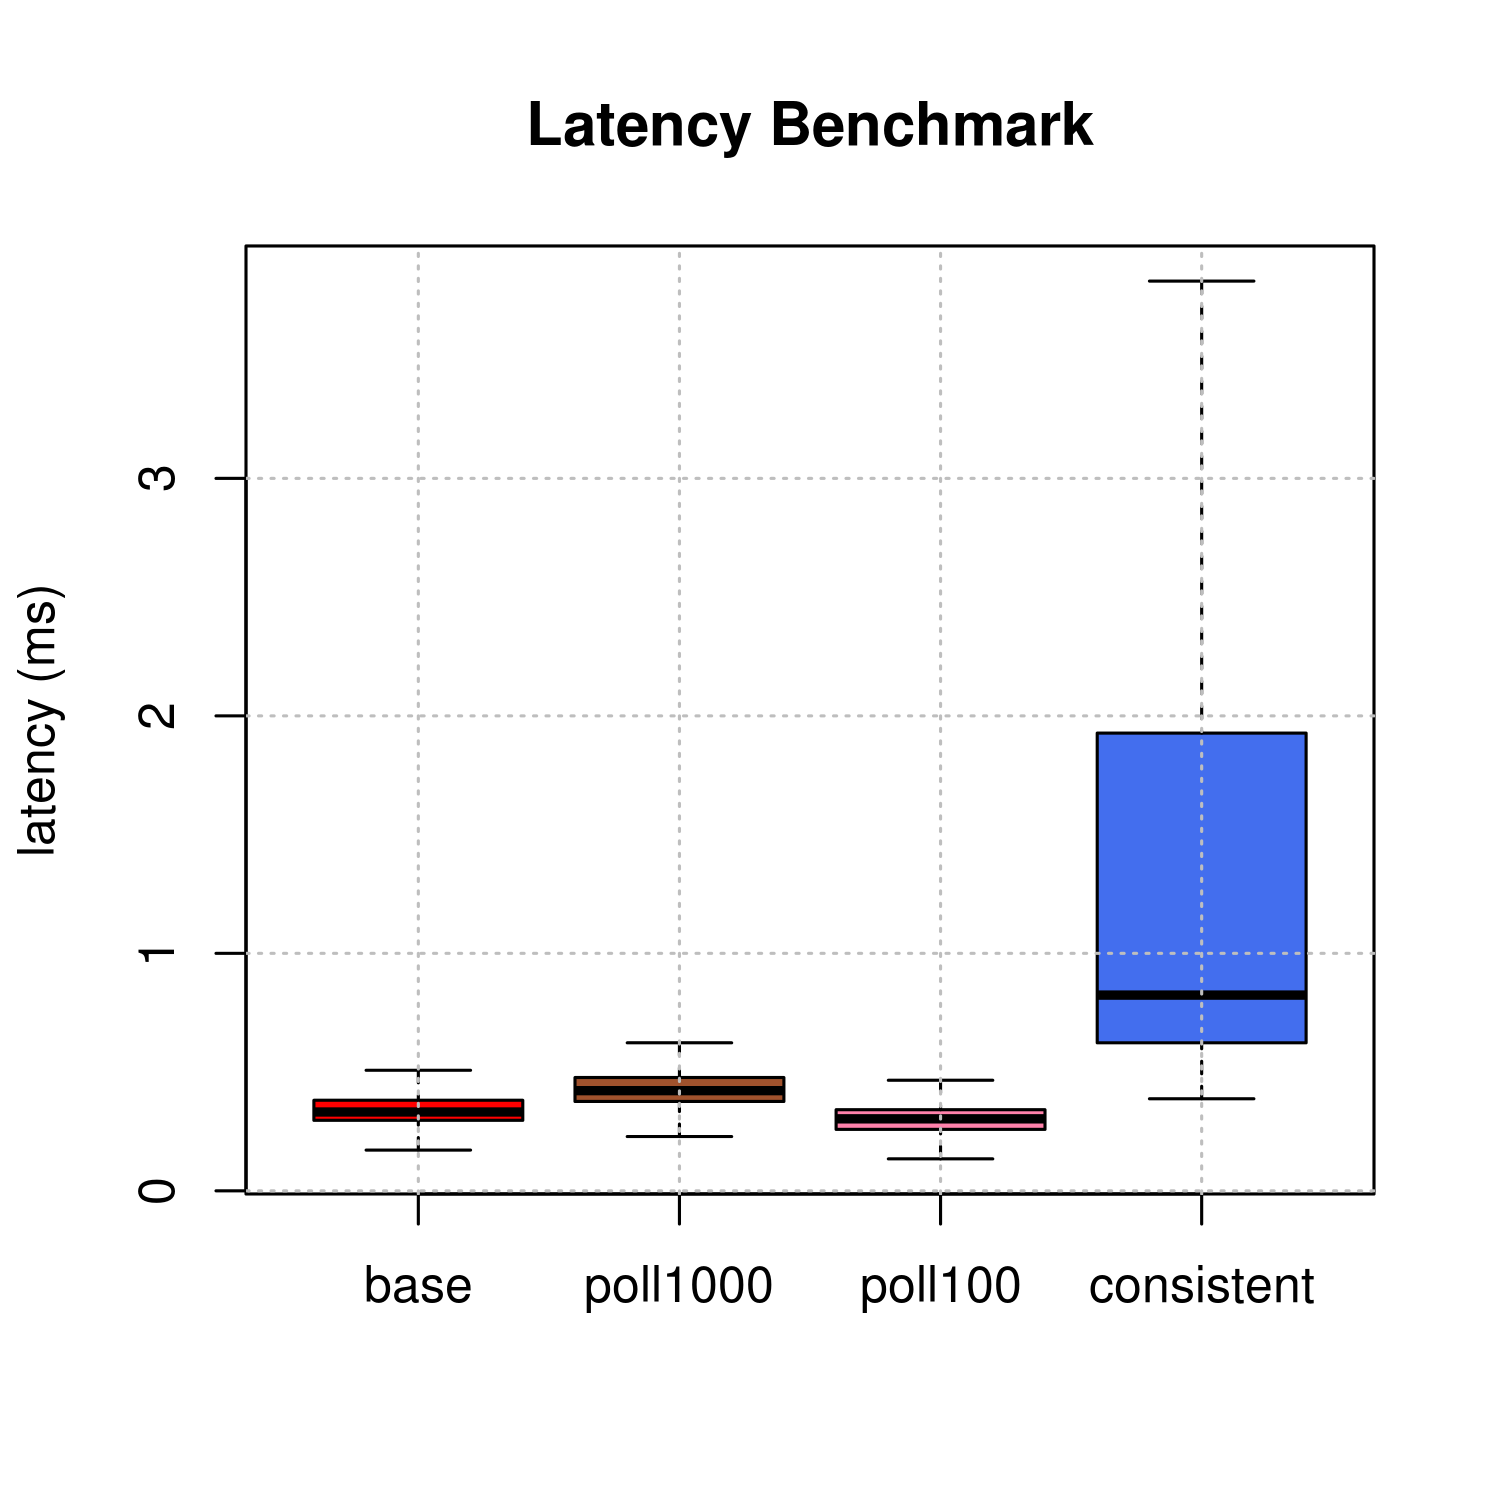 Latency Benchmark
latency (ms)
3
2
1
0
base
poll1000
poll100
consistent